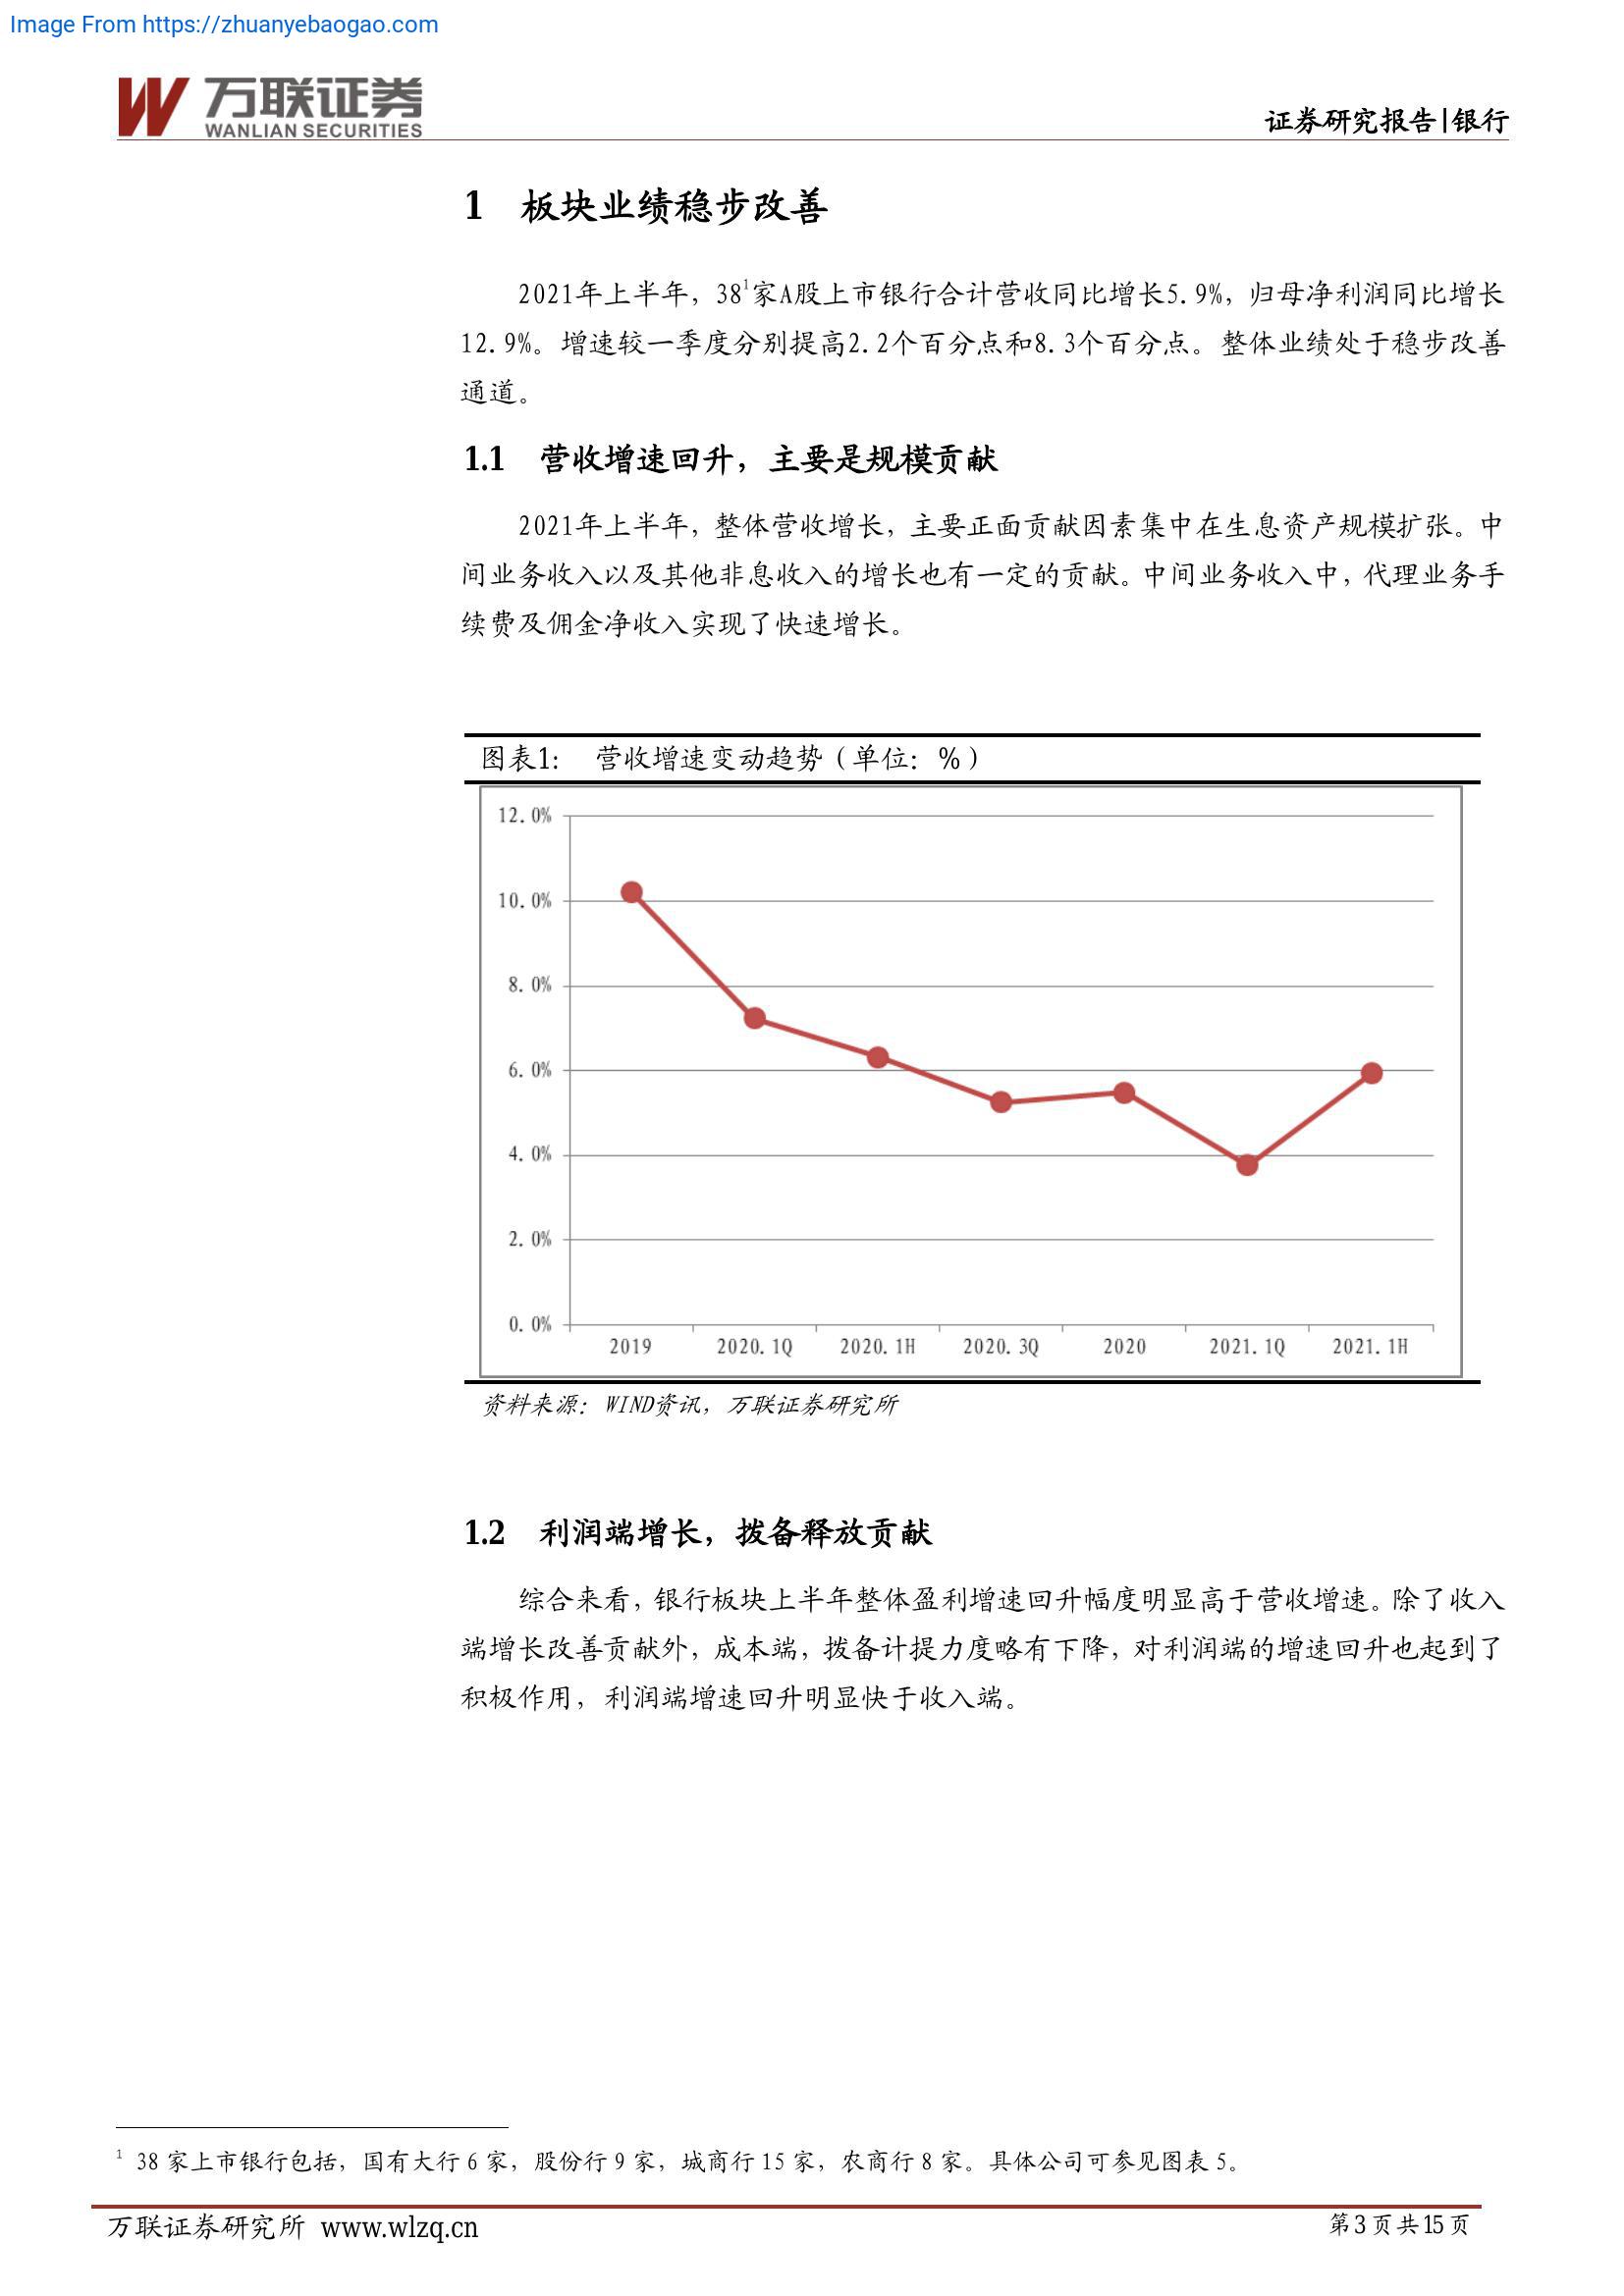 Image From https://zhuanyebaogao.com
万联证券
WANLIAN SECURITIES
证券研究报告|银行
1 板块业绩稳步改善
2021年上半年，38¹家A股上市银行合计营收同比增长5.9%，归母净利润同比增长
12.9%。增速较一季度分别提高2.2个百分点和8.3个百分点。整体业绩处于稳步改善
通道。
1.1 营收增速回升，主要是规模贡献
2021年上半年，整体营收增长，主要正面贡献因素集中在生息资产规模扩张。中
间业务收入以及其他非息收入的增长也有一定的贡献。中间业务收入中，代理业务手
续费及佣金净收入实现了快速增长。
图表1： 营收增速变动趋势（单位：%）
12.0%
10.0%
8.0%
6.0%
4.0%
2.0%
0.0%
2019 2020.1Q 2020.1H 2020.3Q 2020 2021.1Q 2021.1H
资料来源：WIND资讯，万联证券研究所
1.2 利润端增长，拨备释放贡献
综合来看，银行板块上半年整体盈利增速回升幅度明显高于营收增速。除了收入
端增长改善贡献外，成本端，拨备计提力度略有下降，对利润端的增速回升也起到了
积极作用，利润端增速回升明显快于收入端。
¹ 38 家上市银行包括，国有大行 6 家，股份行 9 家，城商行 15 家，农商行 8 家。具体公司可参见图表 5。
万联证券研究所 www.wlzq.cn
第 3 页 共 15 页